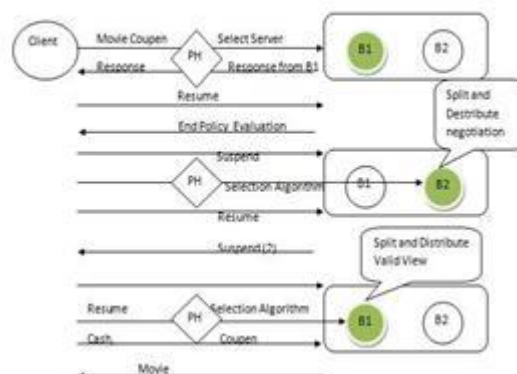 Client
Movie Coupen
PH
Select Server
Response
Response from B1
B1
B2
Resume
End Policy Evaluation
Split and
Destribute
negotiation
Suspend
PH
Selection Algorithm
B1
B2
Resume
Suspend (2)
Split and Distribute
Valid View
Resume
PH
Selection Algorithm
B1
B2
Cash,
Coupen
Movie